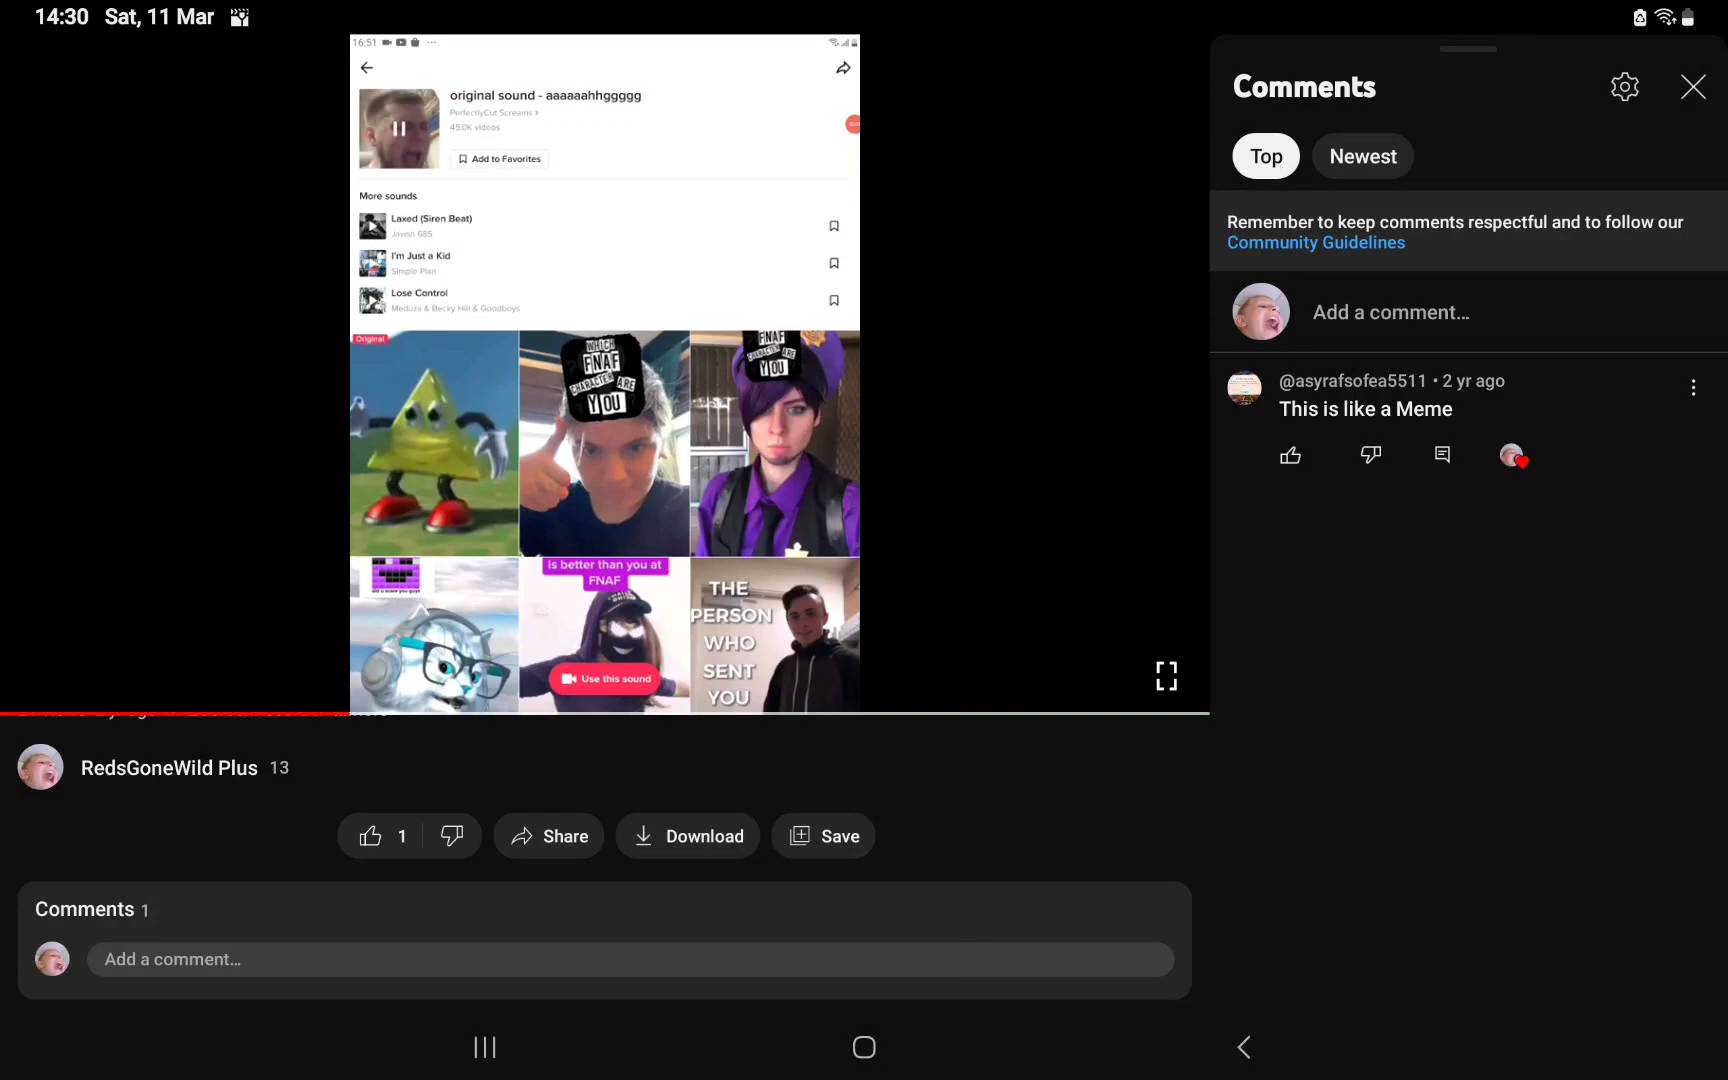 14:30 Sat, 11 Mar
16:51
original sound - aaaaaahhggggg
PerfectlyCut Screams >
45.0K videos
Add to Favorites
More sounds
Laxed (Siren Beat)
Jawsh 685
I'm Just a Kid
Simple Plan
Lose Control
Meduza & Becky Hill & Goodboys
Original
WHICH
FNAF
CHARACTER ARE
YOU
FNAF
CHARACTER ARE
YOU
did u scare you guys
is better than you at
FNAF
Use this sound
THE
PERSON
WHO
SENT
YOU
RedsGoneWild Plus 13
1
Share
Download
Save
Comments 1
Add a comment...
Comments
Top
Newest
Remember to keep comments respectful and to follow our
Community Guidelines
Add a comment...
@asyrafsofea5511 • 2 yr ago
This is like a Meme